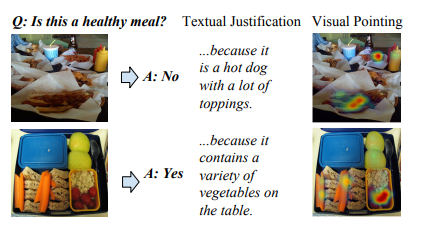 Q: Is this a healthy meal? Textual Justification Visual Pointing
A: No
...because it
is a hot dog
with a lot of
toppings.
A: Yes
...because it
contains a
variety of
vegetables on
the table.